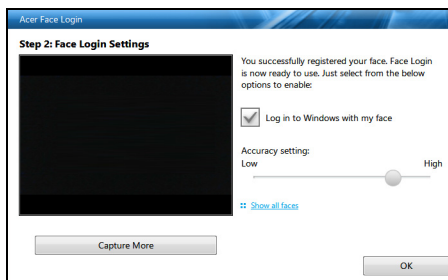 Acer Face Login
Step 2: Face Login Settings
You successfully registered your face. Face Login
is now ready to use. Just select from the below
options to enable:
Log in to Windows with my face
Accuracy setting:
Low High
Show all faces
Capture More
OK